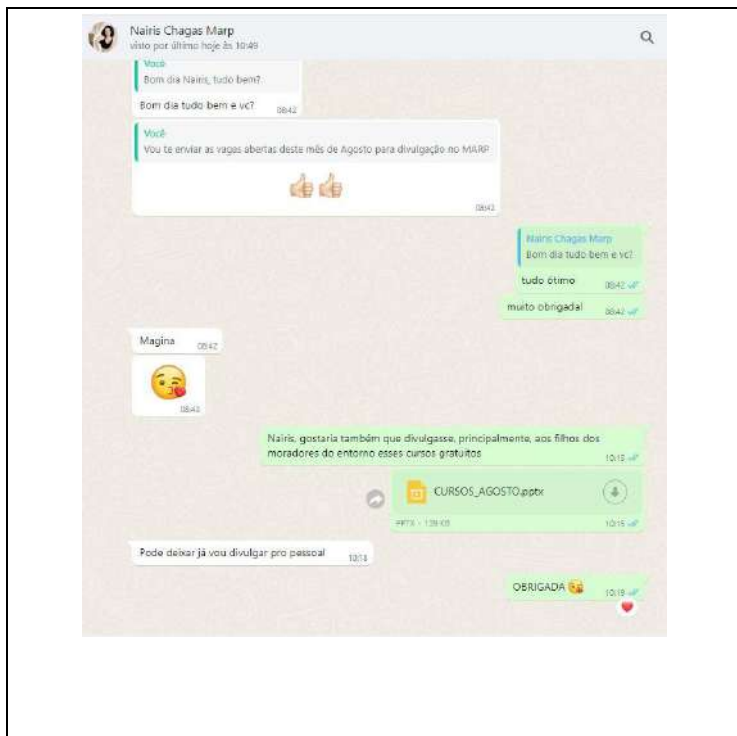 Nairis Chagas Marp
visto por último hoje às 10:49
Você
Bom dia Nairis, tudo bem?
Bom dia tudo bem e vc?
08:42
Você
Vou te enviar as vagas abertas deste mês de Agosto para divulgação no MARP
08:42
Nairis Chagas Marp
Bom dia tudo bem e vc?
tudo ótimo
08:42
muito obrigada!
08:42
Magina
08:42
08:43
Nairis, gostaria também que divulgasse, principalmente, aos filhos dos
moradores do entorno esses cursos gratuitos
10:15
CURSOS_AGOSTO.pptx
PPTX
10:15
Pode deixar já vou divulgar pro pessoal
10:18
OBRIGADA
10:19